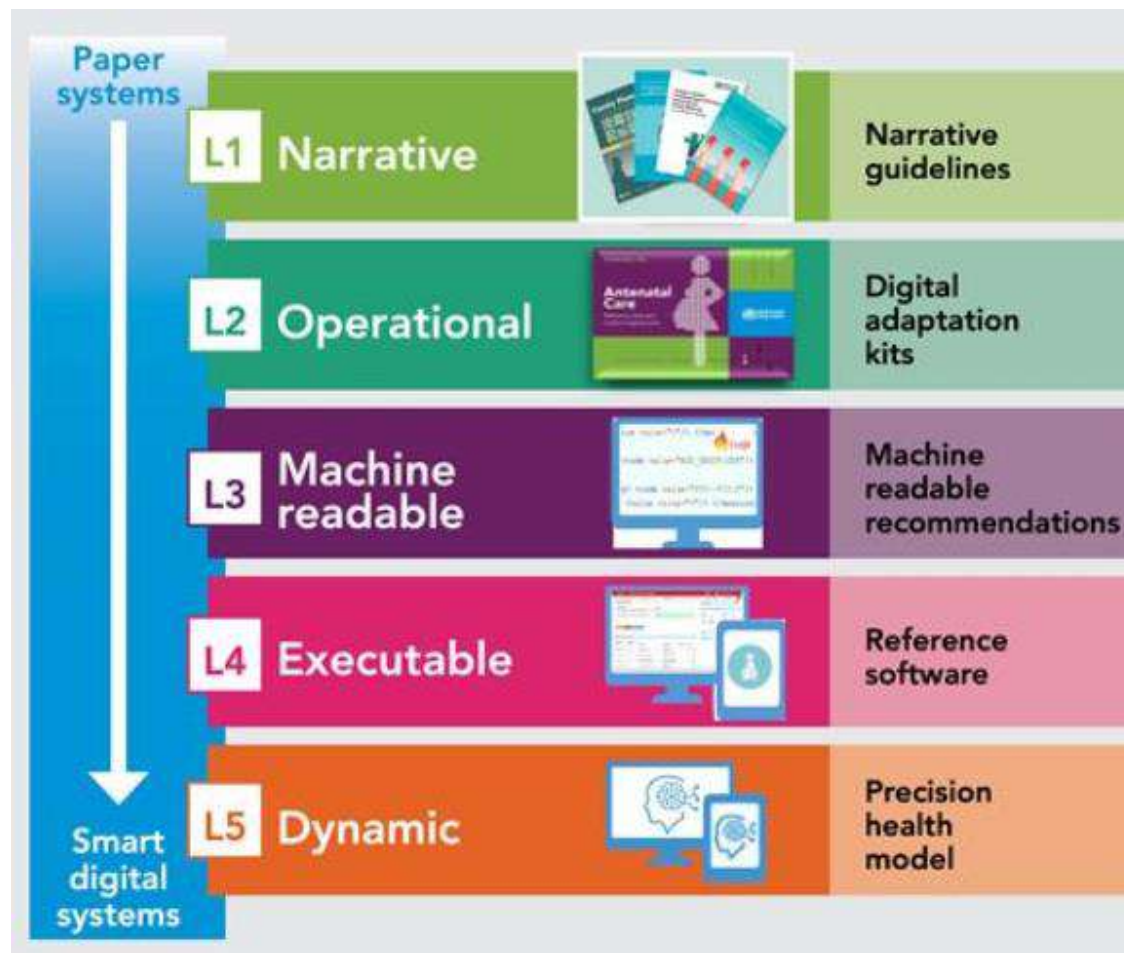 Paper
systems
L1
Narrative
Narrative
guidelines
L2
Operational
Antenatal
Care
Digital
adaptation
kits
L3
Machine
readable
Machine
readable
recommendations
L4
Executable
Reference
software
L5
Dynamic
Precision
health
model
Smart
digital
systems